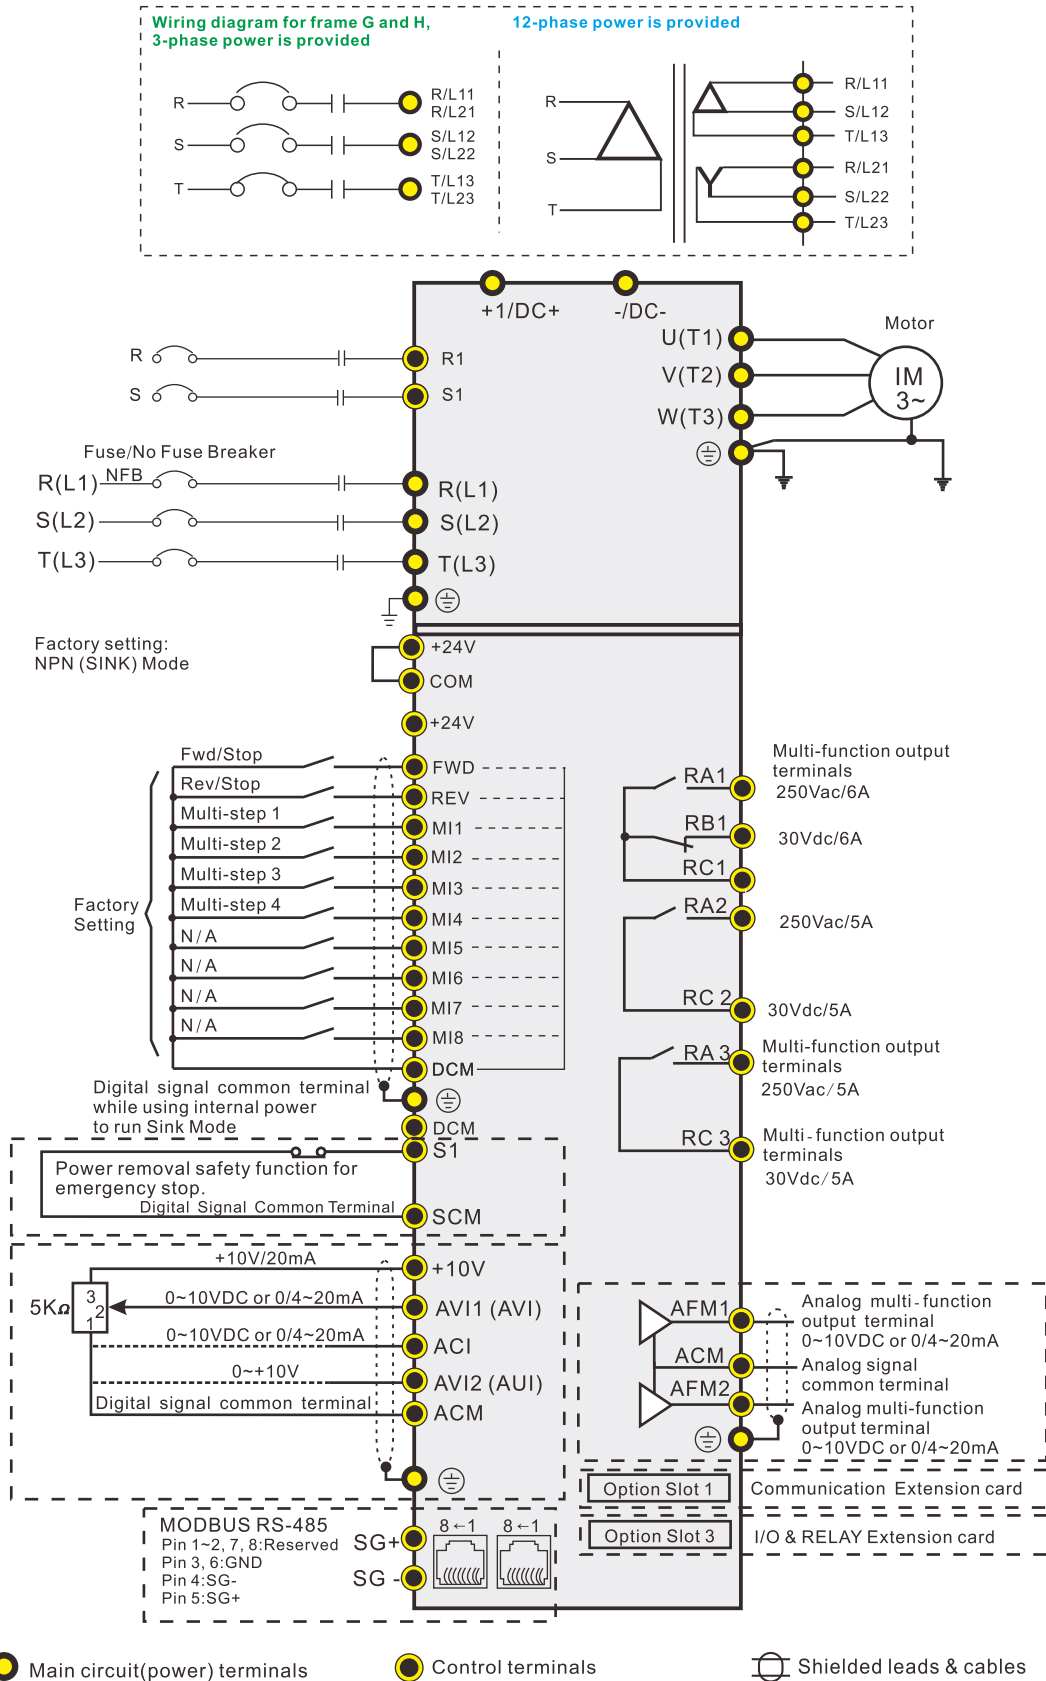 Wiring diagram for frame G and H,
3-phase power is provided
12-phase power is provided
R
R/L11
R/L21
S
S/L12
S/L22
T
T/L13
T/L23
R
S
T
R/L11
S/L12
T/L13
R/L21
S/L22
T/L23
+1/DC+
-/DC-
R
R1
S
S1
U(T1)
V(T2)
W(T3)
Motor
IM
3~
Fuse/No Fuse Breaker
R(L1)
NFB
R(L1)
S(L2)
S(L2)
T(L3)
T(L3)
Factory setting:
NPN (SINK) Mode
+24V
COM
+24V
Fwd/Stop
FWD
Rev/Stop
REV
Multi-step 1
MI1
Multi-step 2
MI2
Multi-step 3
MI3
Multi-step 4
MI4
N/A
MI5
N/A
MI6
N/A
MI7
N/A
MI8
Factory
Setting
DCM
Digital signal common terminal
while using internal power
to run Sink Mode
DCM
RA1
Multi-function output
terminals
250Vac/6A
RB1
30Vdc/6A
RC1
RA2
250Vac/5A
RC 2
30Vdc/5A
RA 3
Multi-function output
terminals
250Vac/5A
RC 3
Multi-function output
terminals
30Vdc/5A
S1
Power removal safety function for
emergency stop.
Digital Signal Common Terminal
SCM
+10V/20mA
+10V
5KΩ
3
2
1
0~10VDC or 0/4~20mA
AVI1 (AVI)
0~10VDC or 0/4~20mA
ACI
0~+10V
AVI2 (AUI)
Digital signal common terminal
ACM
AFM1
Analog multi-function
output terminal
0~10VDC or 0/4~20mA
ACM
Analog signal
common terminal
AFM2
Analog multi-function
output terminal
0~10VDC or 0/4~20mA
Option Slot 1
Communication Extension card
Option Slot 3
I/O & RELAY Extension card
MODBUS RS-485
Pin 1~2, 7, 8:Reserved
Pin 3, 6:GND
Pin 4:SG-
Pin 5:SG+
SG+
SG -
8←1
8←1
Main circuit(power) terminals
Control terminals
Shielded leads & cables